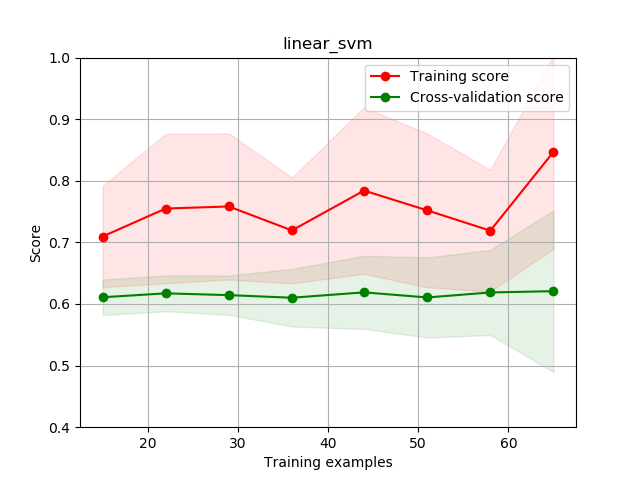 linear_svm
Training score
Cross-validation score
1.0
0.9
0.8
0.7
0.6
0.5
0.4
Score
20
30
40
50
60
Training examples